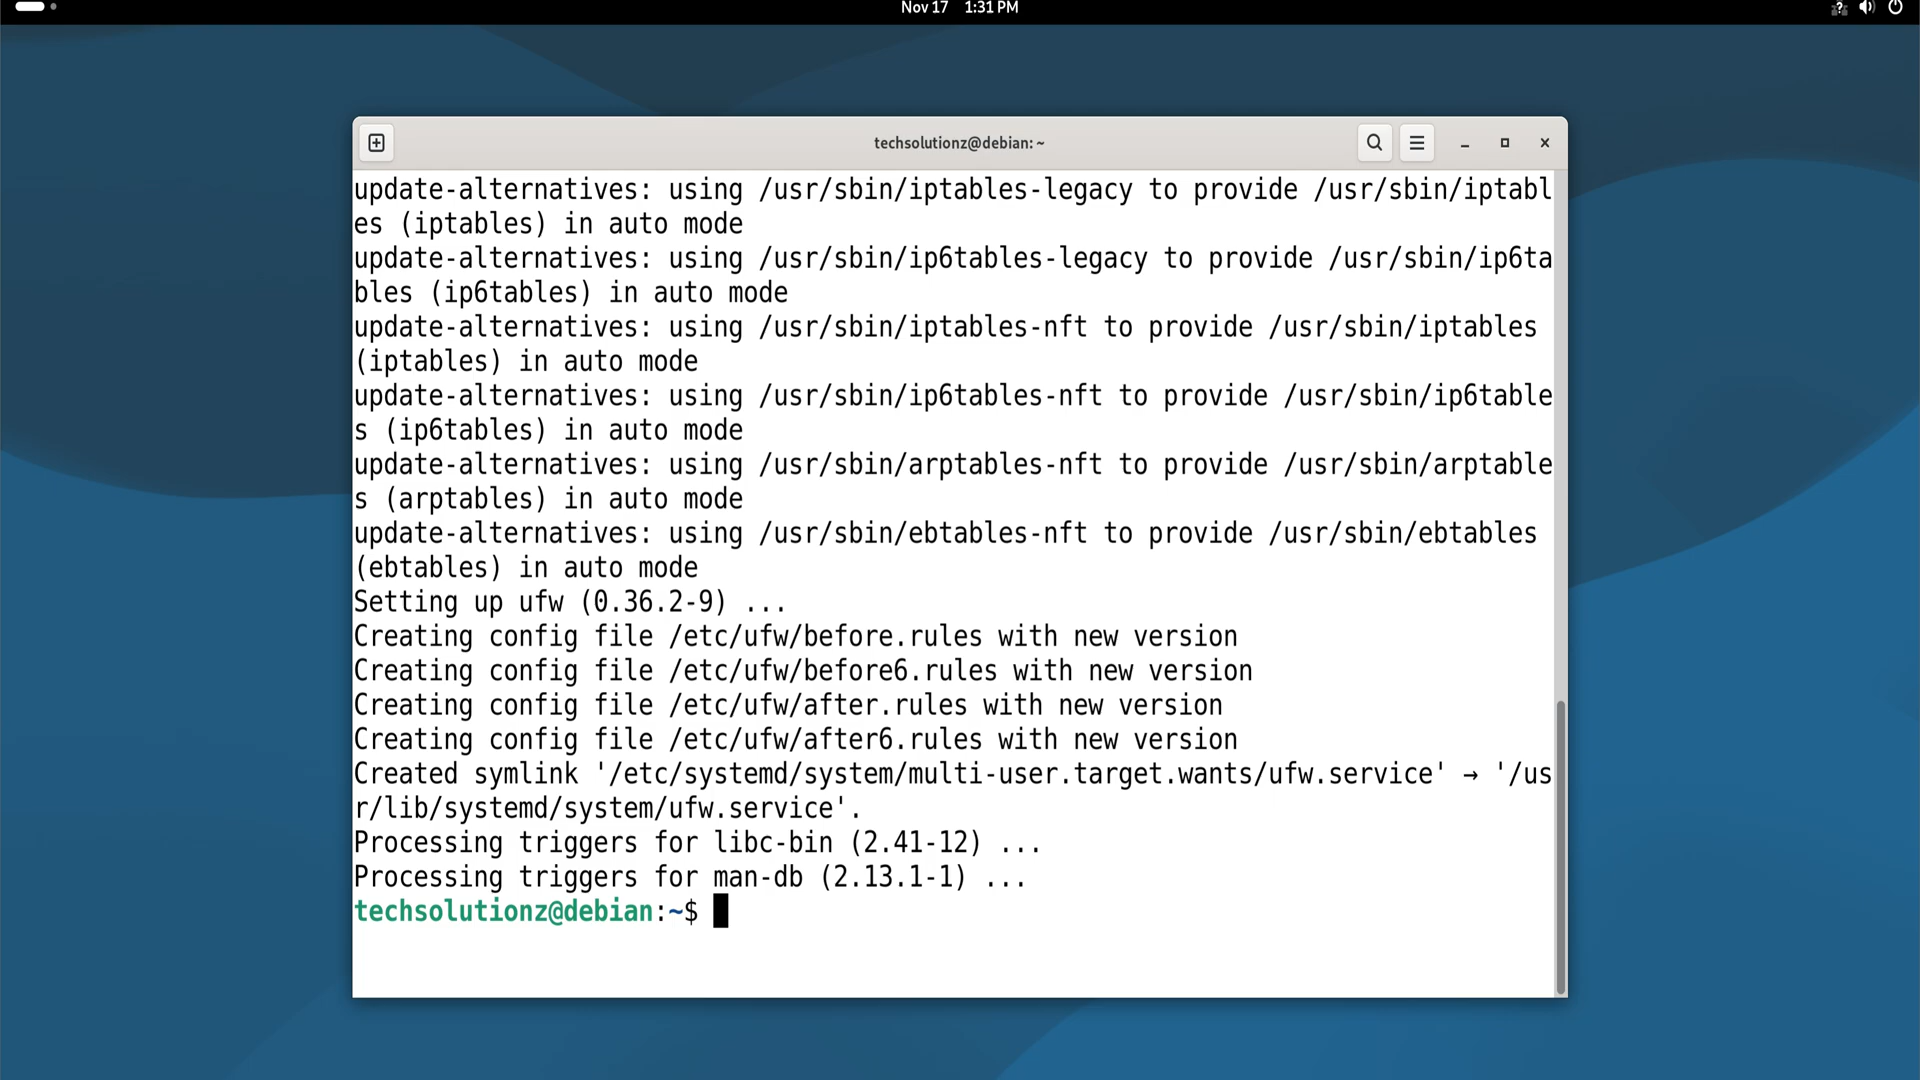 Nov 17 1:31 PM
techsolutionz@debian: ~
update-alternatives: using /usr/sbin/iptables-legacy to provide /usr/sbin/iptabl
es (iptables) in auto mode
update-alternatives: using /usr/sbin/ip6tables-legacy to provide /usr/sbin/ip6ta
bles (ip6tables) in auto mode
update-alternatives: using /usr/sbin/iptables-nft to provide /usr/sbin/iptables
(iptables) in auto mode
update-alternatives: using /usr/sbin/ip6tables-nft to provide /usr/sbin/ip6table
s (ip6tables) in auto mode
update-alternatives: using /usr/sbin/arptables-nft to provide /usr/sbin/arptable
s (arptables) in auto mode
update-alternatives: using /usr/sbin/ebtables-nft to provide /usr/sbin/ebtables
(ebtables) in auto mode
Setting up ufw (0.36.2-9) ...
Creating config file /etc/ufw/before.rules with new version
Creating config file /etc/ufw/before6.rules with new version
Creating config file /etc/ufw/after.rules with new version
Creating config file /etc/ufw/after6.rules with new version
Created symlink '/etc/systemd/system/multi-user.target.wants/ufw.service' → '/us
r/lib/systemd/system/ufw.service'.
Processing triggers for libc-bin (2.41-12) ...
Processing triggers for man-db (2.13.1-1) ...
techsolutionz@debian:~$